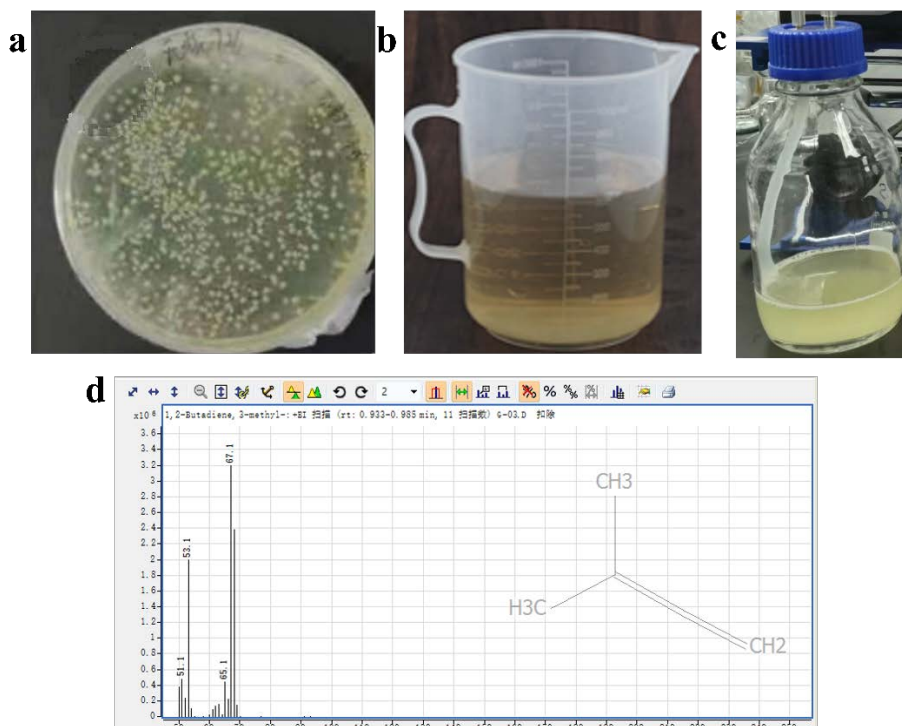 a
b
c
d
2
x10 6
1,2-Butadiene, 3-methyl-: +EI 扫描 (rt: 0.933-0.985 min, 11 扫描数) G-03.D 扣除
3.6
3.4
3.2
3
2.8
2.6
2.4
2.2
2
1.8
1.6
1.4
1.2
1
0.8
0.6
0.4
0.2
0
51.1
53.1
65.1
67.1
CH3
H3C
CH2